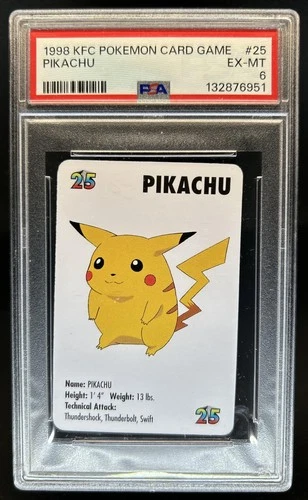 1998 KFC POKEMON CARD GAME #25
PIKACHU EX-MT
6
PSA 132876951
25 PIKACHU
Name: PIKACHU
Height: 1' 4" Weight: 13 lbs.
Technical Attack:
Thundershock, Thunderbolt, Swift
25